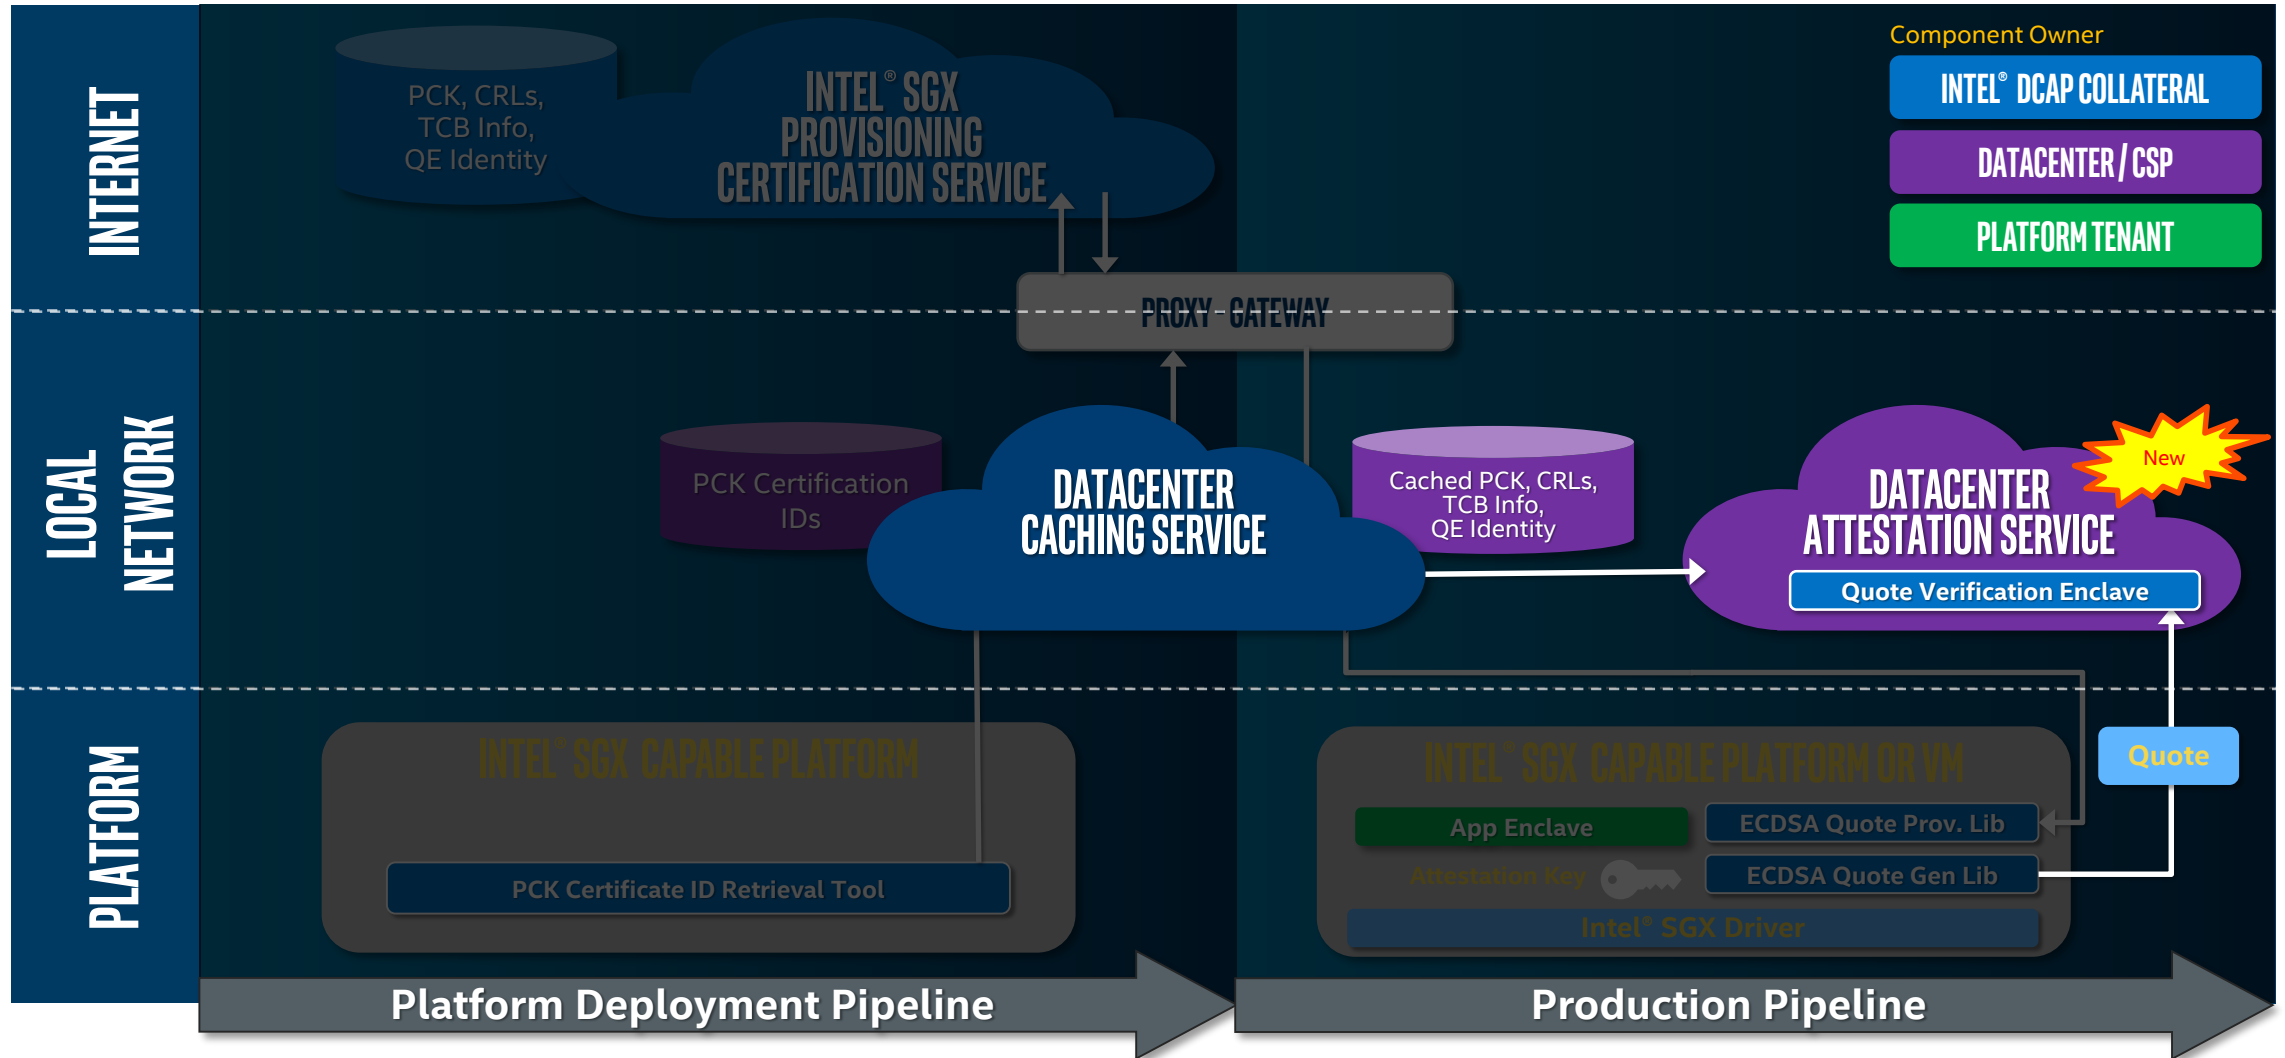 Component Owner
INTEL® DCAP COLLATERAL
DATACENTER / CSP
PLATFORM TENANT
INTERNET
PCK, CRLs,
TCB Info,
QE Identity
INTEL® SGX
PROVISIONING
CERTIFICATION SERVICE
PROXY - GATEWAY
LOCAL
NETWORK
PCK Certification
IDs
DATACENTER
CACHING SERVICE
Cached PCK, CRLs,
TCB Info,
QE Identity
DATACENTER
ATTESTATION SERVICE
New
Quote Verification Enclave
PLATFORM
INTEL® SGX CAPABLE PLATFORM
PCK Certificate ID Retrieval Tool
INTEL® SGX CAPABLE PLATFORM OR VM
App Enclave
ECDSA Quote Prov. Lib
Attestation Key
ECDSA Quote Gen Lib
Intel® SGX Driver
Quote
Platform Deployment Pipeline
Production Pipeline